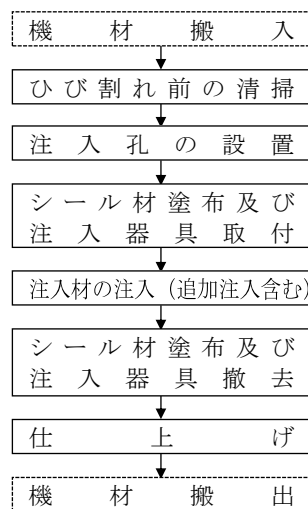 機材搬入
ひび割れ前の清掃
注入孔の設置
シール材塗布及び
注入器具取付
注入材の注入（追加注入含む）
シール材塗布及び
注入器具撤去
仕上げ
機材搬出